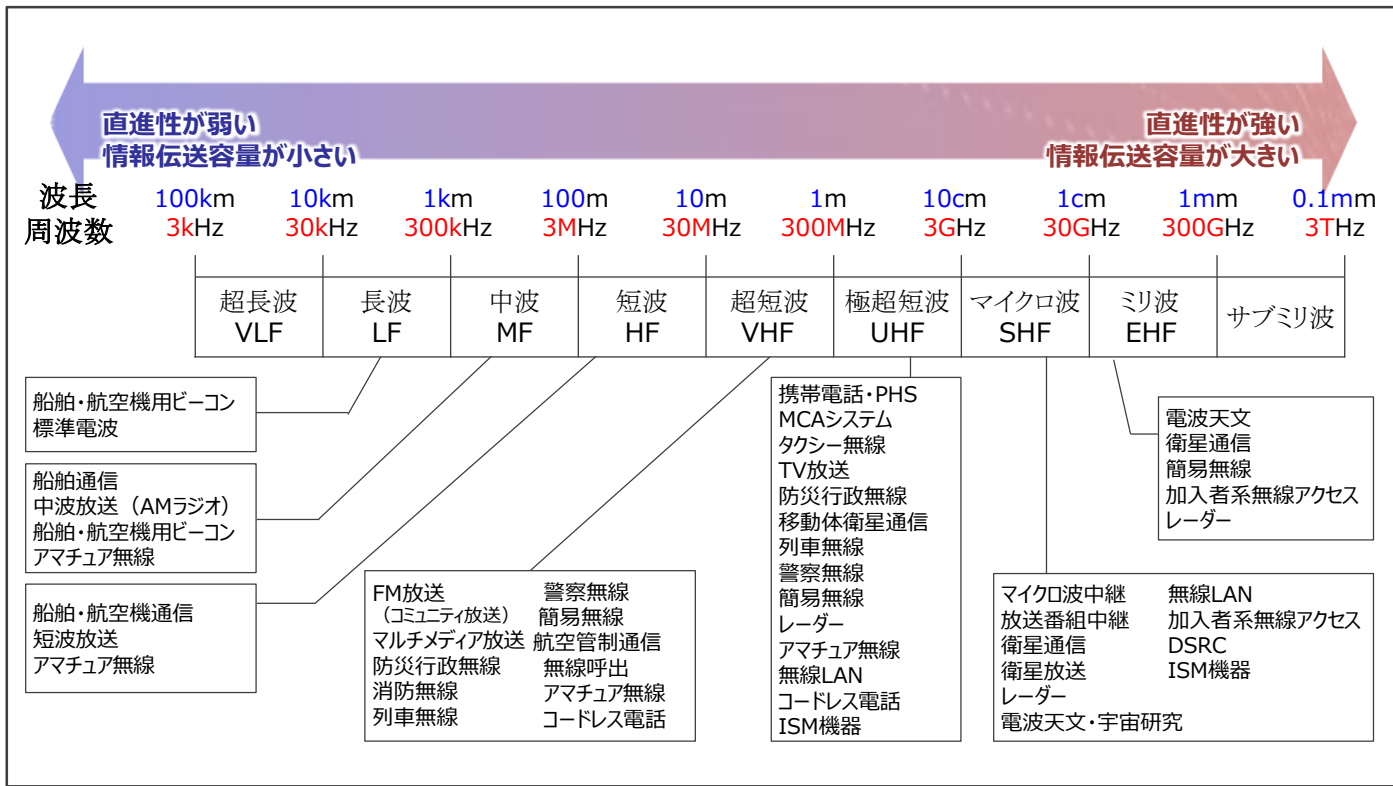 直進性が弱い
情報伝送容量が小さい
直進性が強い
情報伝送容量が大きい
波長 100km 10km 1km 100m 10m 1m 10cm 1cm 1mm 0.1mm
周波数 3kHz 30kHz 300kHz 3MHz 30MHz 300MHz 3GHz 30GHz 300GHz 3THz
超長波
VLF
長波
LF
中波
MF
短波
HF
超短波
VHF
極超短波
UHF
マイクロ波
SHF
ミリ波
EHF
サブミリ波
船舶・航空機用ビーコン
標準電波
船舶通信
中波放送（AMラジオ）
船舶・航空機用ビーコン
アマチュア無線
船舶・航空機通信
短波放送
アマチュア無線
FM放送
（コミュニティ放送）
マルチメディア放送
防災行政無線
消防無線
列車無線
警察無線
簡易無線
航空管制通信
無線呼出
アマチュア無線
コードレス電話
携帯電話・PHS
MCAシステム
タクシー無線
TV放送
防災行政無線
移動体衛星通信
列車無線
警察無線
簡易無線
レーダー
アマチュア無線
無線LAN
コードレス電話
ISM機器
マイクロ波中継
放送番組中継
衛星通信
衛星放送
レーダー
電波天文・宇宙研究
無線LAN
加入者系無線アクセス
DSRC
ISM機器
電波天文
衛星通信
簡易無線
加入者系無線アクセス
レーダー